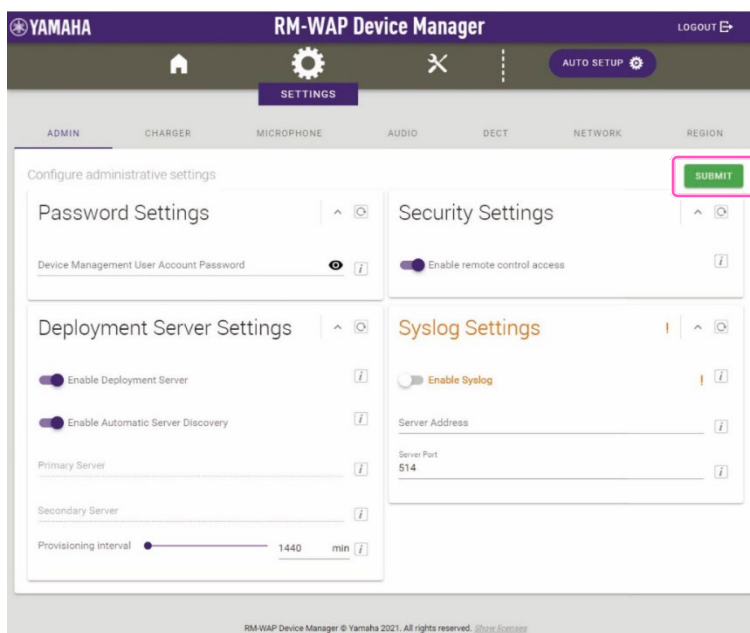 YAMAHA
RM-WAP Device Manager
LOGOUT
AUTO SETUP
SETTINGS
ADMIN CHARGER MICROPHONE AUDIO DECT NETWORK REGION
Configure administrative settings
SUBMIT
Password Settings
Device Management User Account Password
i
Security Settings
Enable remote control access
i
Deployment Server Settings
Enable Deployment Server
i
Enable Automatic Server Discovery
i
Primary Server
i
Secondary Server
i
Provisioning interval 1440 min
i
Syslog Settings
!
Enable Syslog
!
i
Server Address
i
Server Port
514
i
RM-WAP Device Manager © Yamaha 2021. All rights reserved. Show licenses